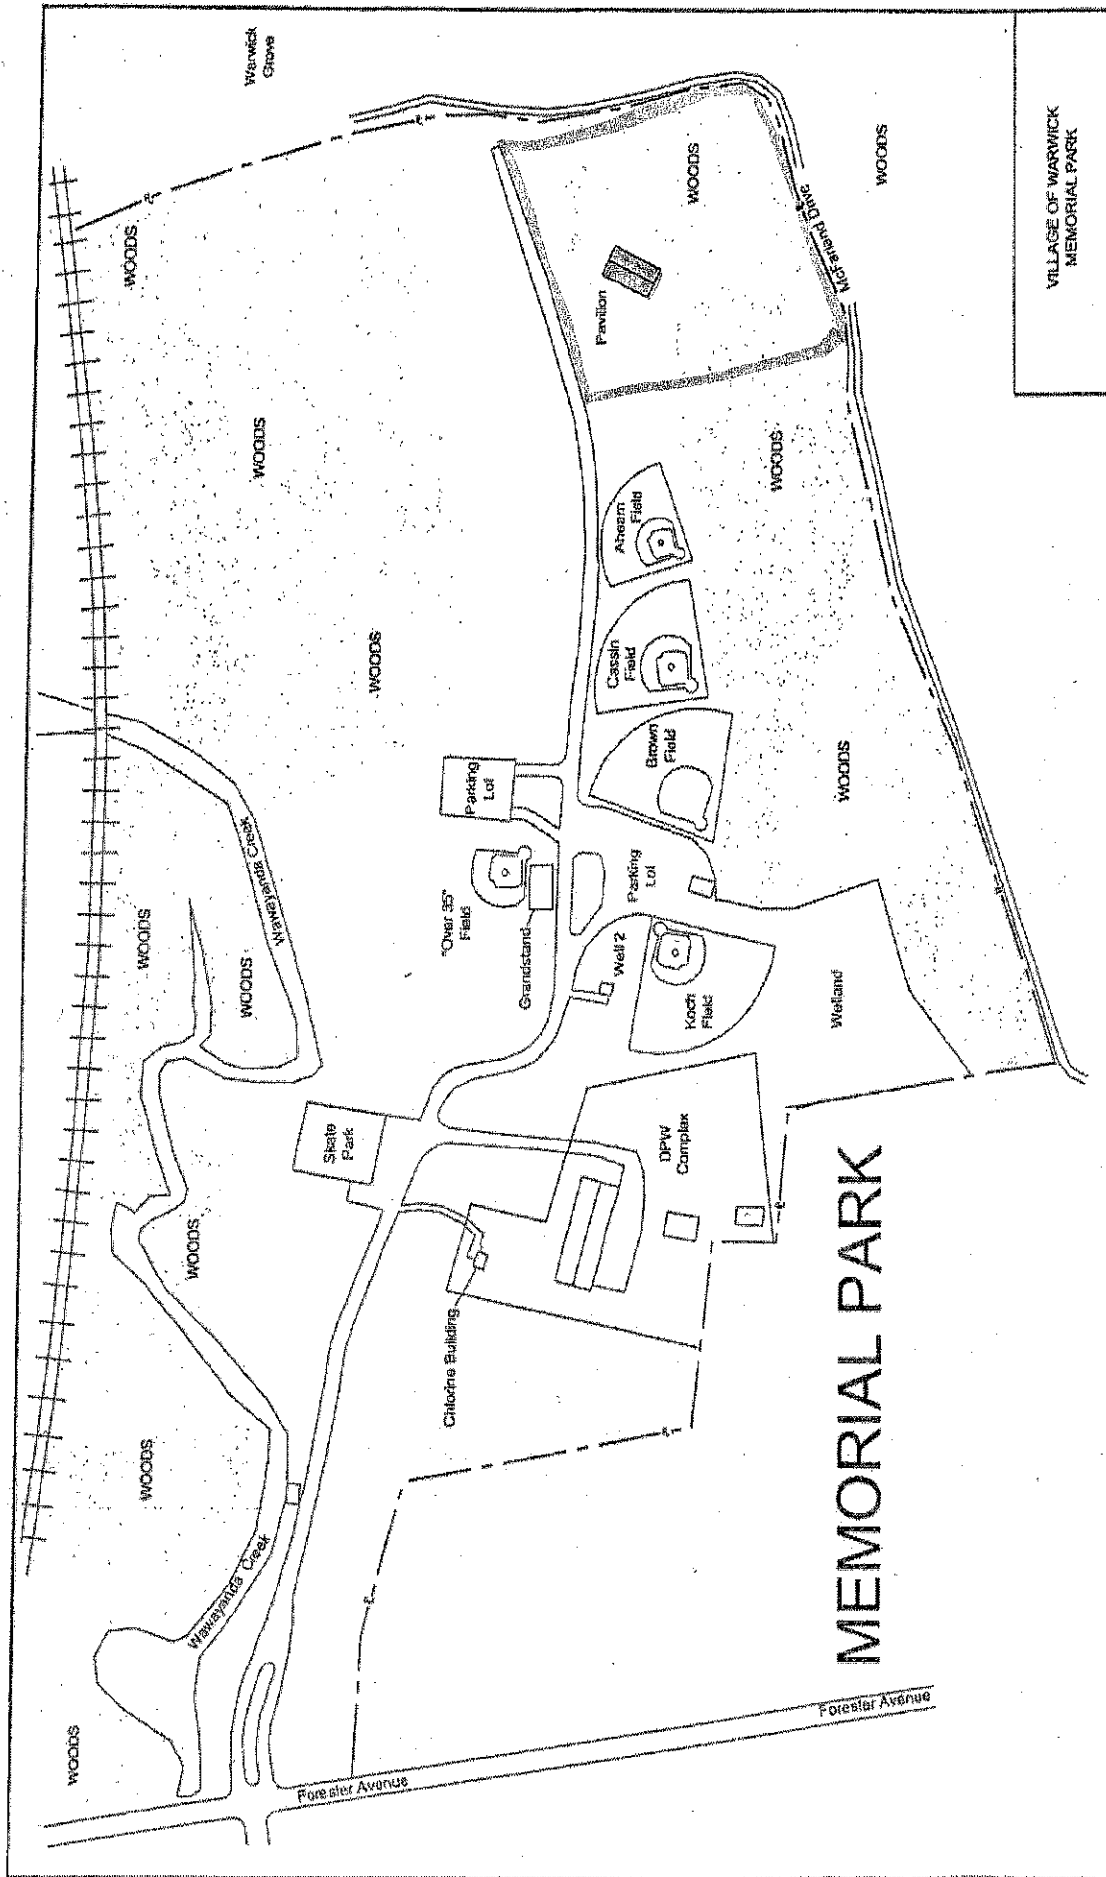 Warwick
Grove
WOODS
WOODS
WOODS
WOODS
WOODS
WOODS
WOODS
WOODS
WOODS
Wawayanda Creek
Wawayanda Creek
Skate
Park
Chlorine Building
"Over 35"
Field
Grandstand
Parking
Lot
Parking
Lot
Well 2
Koch
Field
Brown
Field
Cassin
Field
Ahearn
Field
Pavilion
WOODS
WOODS
WOODS
WOODS
McFarland Drive
Wetland
DPW
Complex
Forester Avenue
Forester Avenue
MEMORIAL PARK
VILLAGE OF WARWICK
MEMORIAL PARK